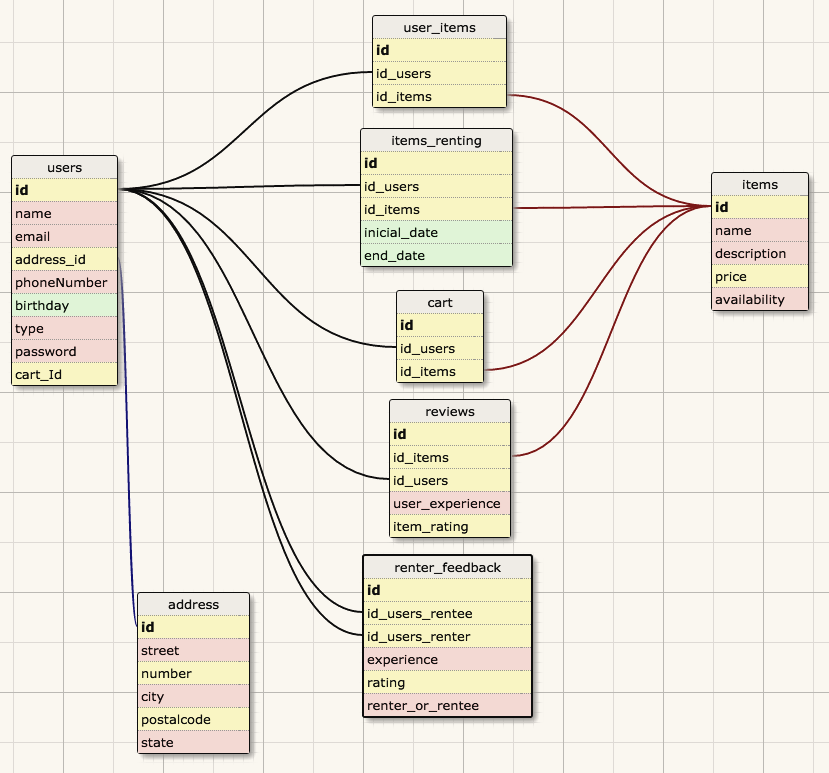 user_items
id
id_users
id_items
items_renting
id
id_users
id_items
inicial_date
end_date
users
id
name
email
address_id
phoneNumber
birthday
type
password
cart_Id
items
id
name
description
price
availability
cart
id
id_users
id_items
reviews
id
id_items
id_users
user_experience
item_rating
renter_feedback
id
id_users_rentee
id_users_renter
experience
rating
renter_or_rentee
address
id
street
number
city
postalcode
state